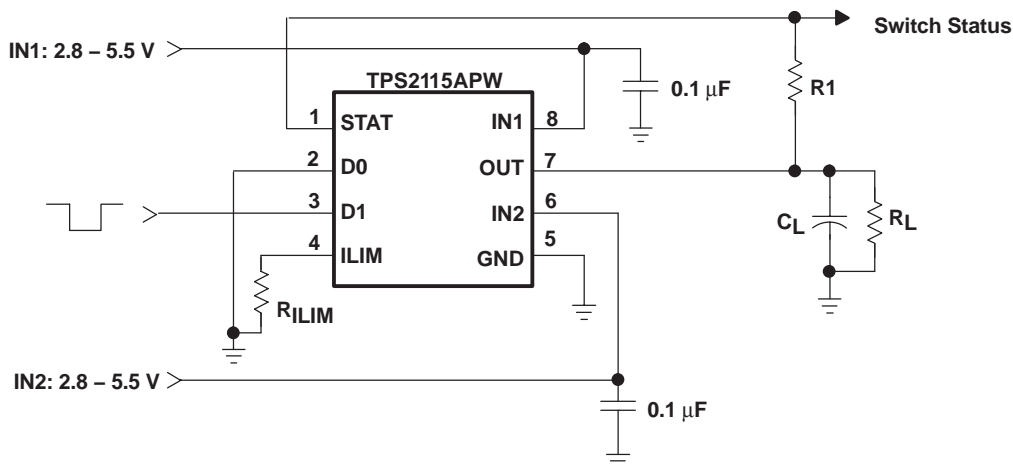 Switch Status
IN1: 2.8 – 5.5 V
TPS2115APW
0.1 µF
R1
1 STAT IN1 8
2 D0 OUT 7
3 D1 IN2 6
4 ILIM GND 5
CL RL
RILIM
IN2: 2.8 – 5.5 V
0.1 µF